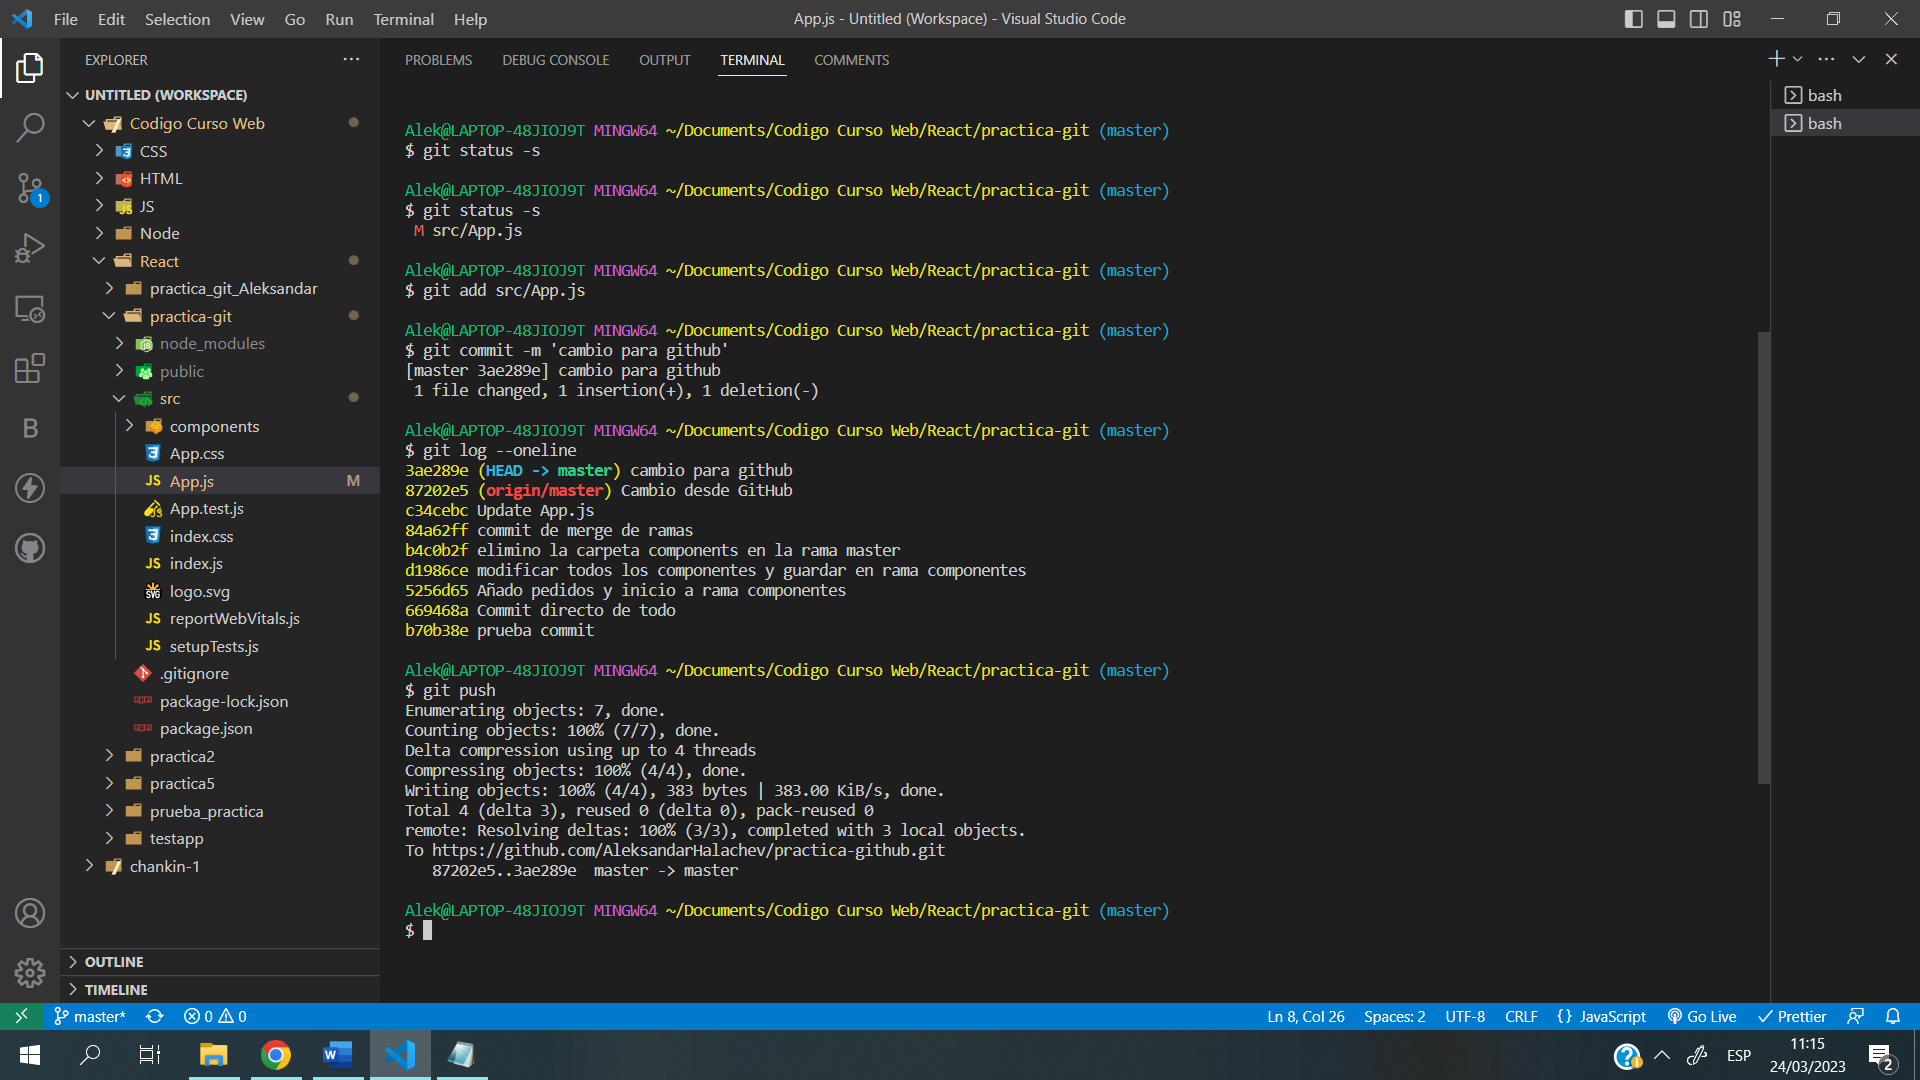 File Edit Selection View Go Run Terminal Help
App.js - Untitled (Workspace) - Visual Studio Code
EXPLORER
UNTITLED (WORKSPACE)
Codigo Curso Web
CSS
HTML
JS
Node
React
practica_git_Aleksandar
practica-git
node_modules
public
src
components
App.css
JS App.js M
App.test.js
index.css
JS index.js
logo.svg
JS reportWebVitals.js
JS setupTests.js
.gitignore
package-lock.json
package.json
practica2
practica5
prueba_practica
testapp
chankin-1
OUTLINE
TIMELINE
1
B
PROBLEMS DEBUG CONSOLE OUTPUT TERMINAL COMMENTS
bash
bash
Alek@LAPTOP-48JIOJ9T MINGW64 ~/Documents/Codigo Curso Web/React/practica-git (master)
$ git status -s
Alek@LAPTOP-48JIOJ9T MINGW64 ~/Documents/Codigo Curso Web/React/practica-git (master)
$ git status -s
 M src/App.js
Alek@LAPTOP-48JIOJ9T MINGW64 ~/Documents/Codigo Curso Web/React/practica-git (master)
$ git add src/App.js
Alek@LAPTOP-48JIOJ9T MINGW64 ~/Documents/Codigo Curso Web/React/practica-git (master)
$ git commit -m 'cambio para github'
[master 3ae289e] cambio para github
 1 file changed, 1 insertion(+), 1 deletion(-)
Alek@LAPTOP-48JIOJ9T MINGW64 ~/Documents/Codigo Curso Web/React/practica-git (master)
$ git log --oneline
3ae289e (HEAD -> master) cambio para github
87202e5 (origin/master) Cambio desde GitHub
c34cebc Update App.js
84a62ff commit de merge de ramas
b4c0b2f elimino la carpeta components en la rama master
d1986ce modificar todos los componentes y guardar en rama componentes
5256d65 Añado pedidos y inicio a rama componentes
669468a Commit directo de todo
b70b38e prueba commit
Alek@LAPTOP-48JIOJ9T MINGW64 ~/Documents/Codigo Curso Web/React/practica-git (master)
$ git push
Enumerating objects: 7, done.
Counting objects: 100% (7/7), done.
Delta compression using up to 4 threads
Compressing objects: 100% (4/4), done.
Writing objects: 100% (4/4), 383 bytes | 383.00 KiB/s, done.
Total 4 (delta 3), reused 0 (delta 0), pack-reused 0
remote: Resolving deltas: 100% (3/3), completed with 3 local objects.
To https://github.com/AleksandarHalachev/practica-github.git
   87202e5..3ae289e  master -> master
Alek@LAPTOP-48JIOJ9T MINGW64 ~/Documents/Codigo Curso Web/React/practica-git (master)
$
master* 0 0 Ln 8, Col 26 Spaces: 2 UTF-8 CRLF {} JavaScript Go Live Prettier
ESP
11:15
24/03/2023
2